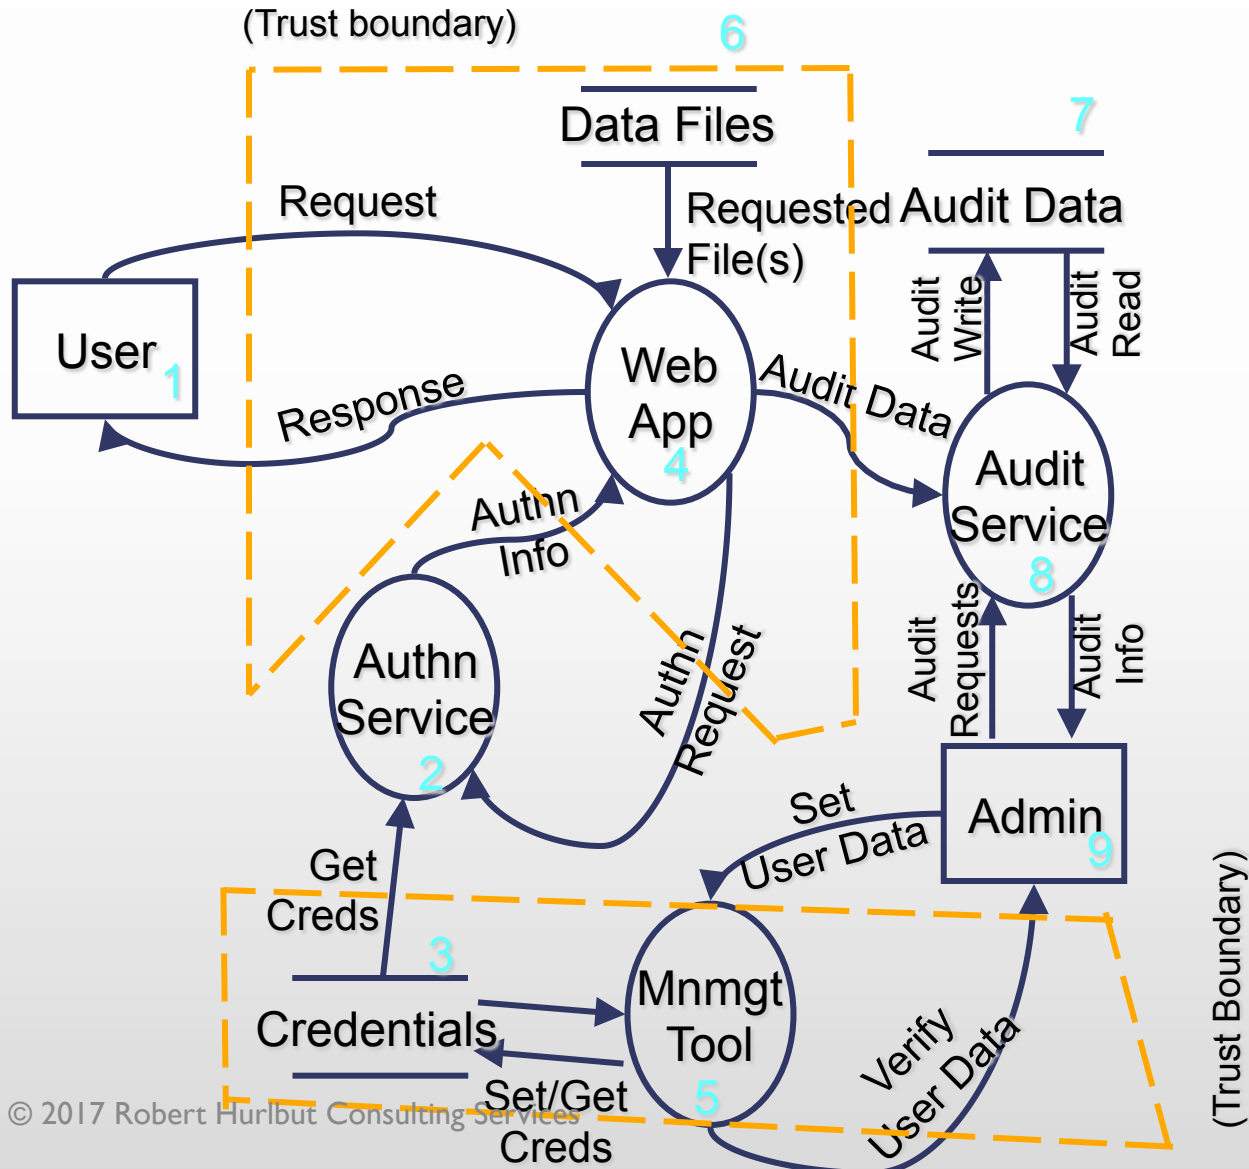 (Trust boundary)
6
Data Files
7
Request
Requested
File(s)
Audit Data
Audit
Write
Audit
Read
User
1
Web
App
4
Audit Data
Response
Audit
Service
8
Authn
Info
Authn
Service
2
Authn
Request
Audit
Requests
Audit
Info
Set
User Data
Admin
9
Get
Creds
3
Credentials
Mnmgt
Tool
5
Verify
User Data
Set/Get
Creds
(Trust Boundary)
© 2017 Robert Hurlbut Consulting Services